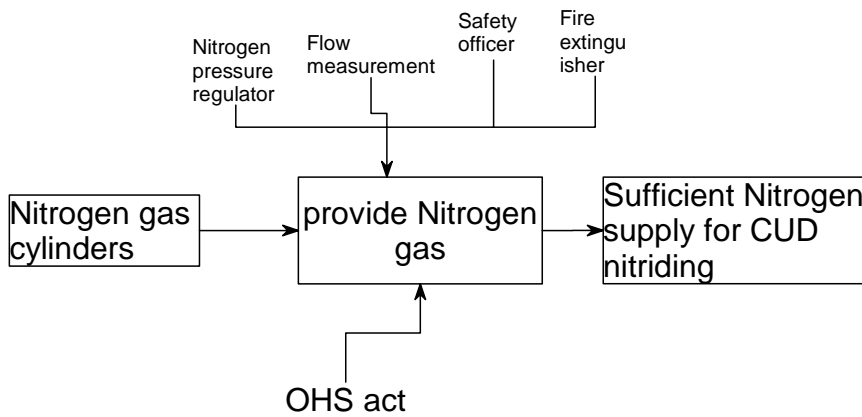 Nitrogen
pressure
regulator
Flow
measurement
Safety
officer
Fire
extingu
isher
Nitrogen gas
cylinders
provide Nitrogen
gas
Sufficient Nitrogen
supply for CUD
nitriding
OHS act